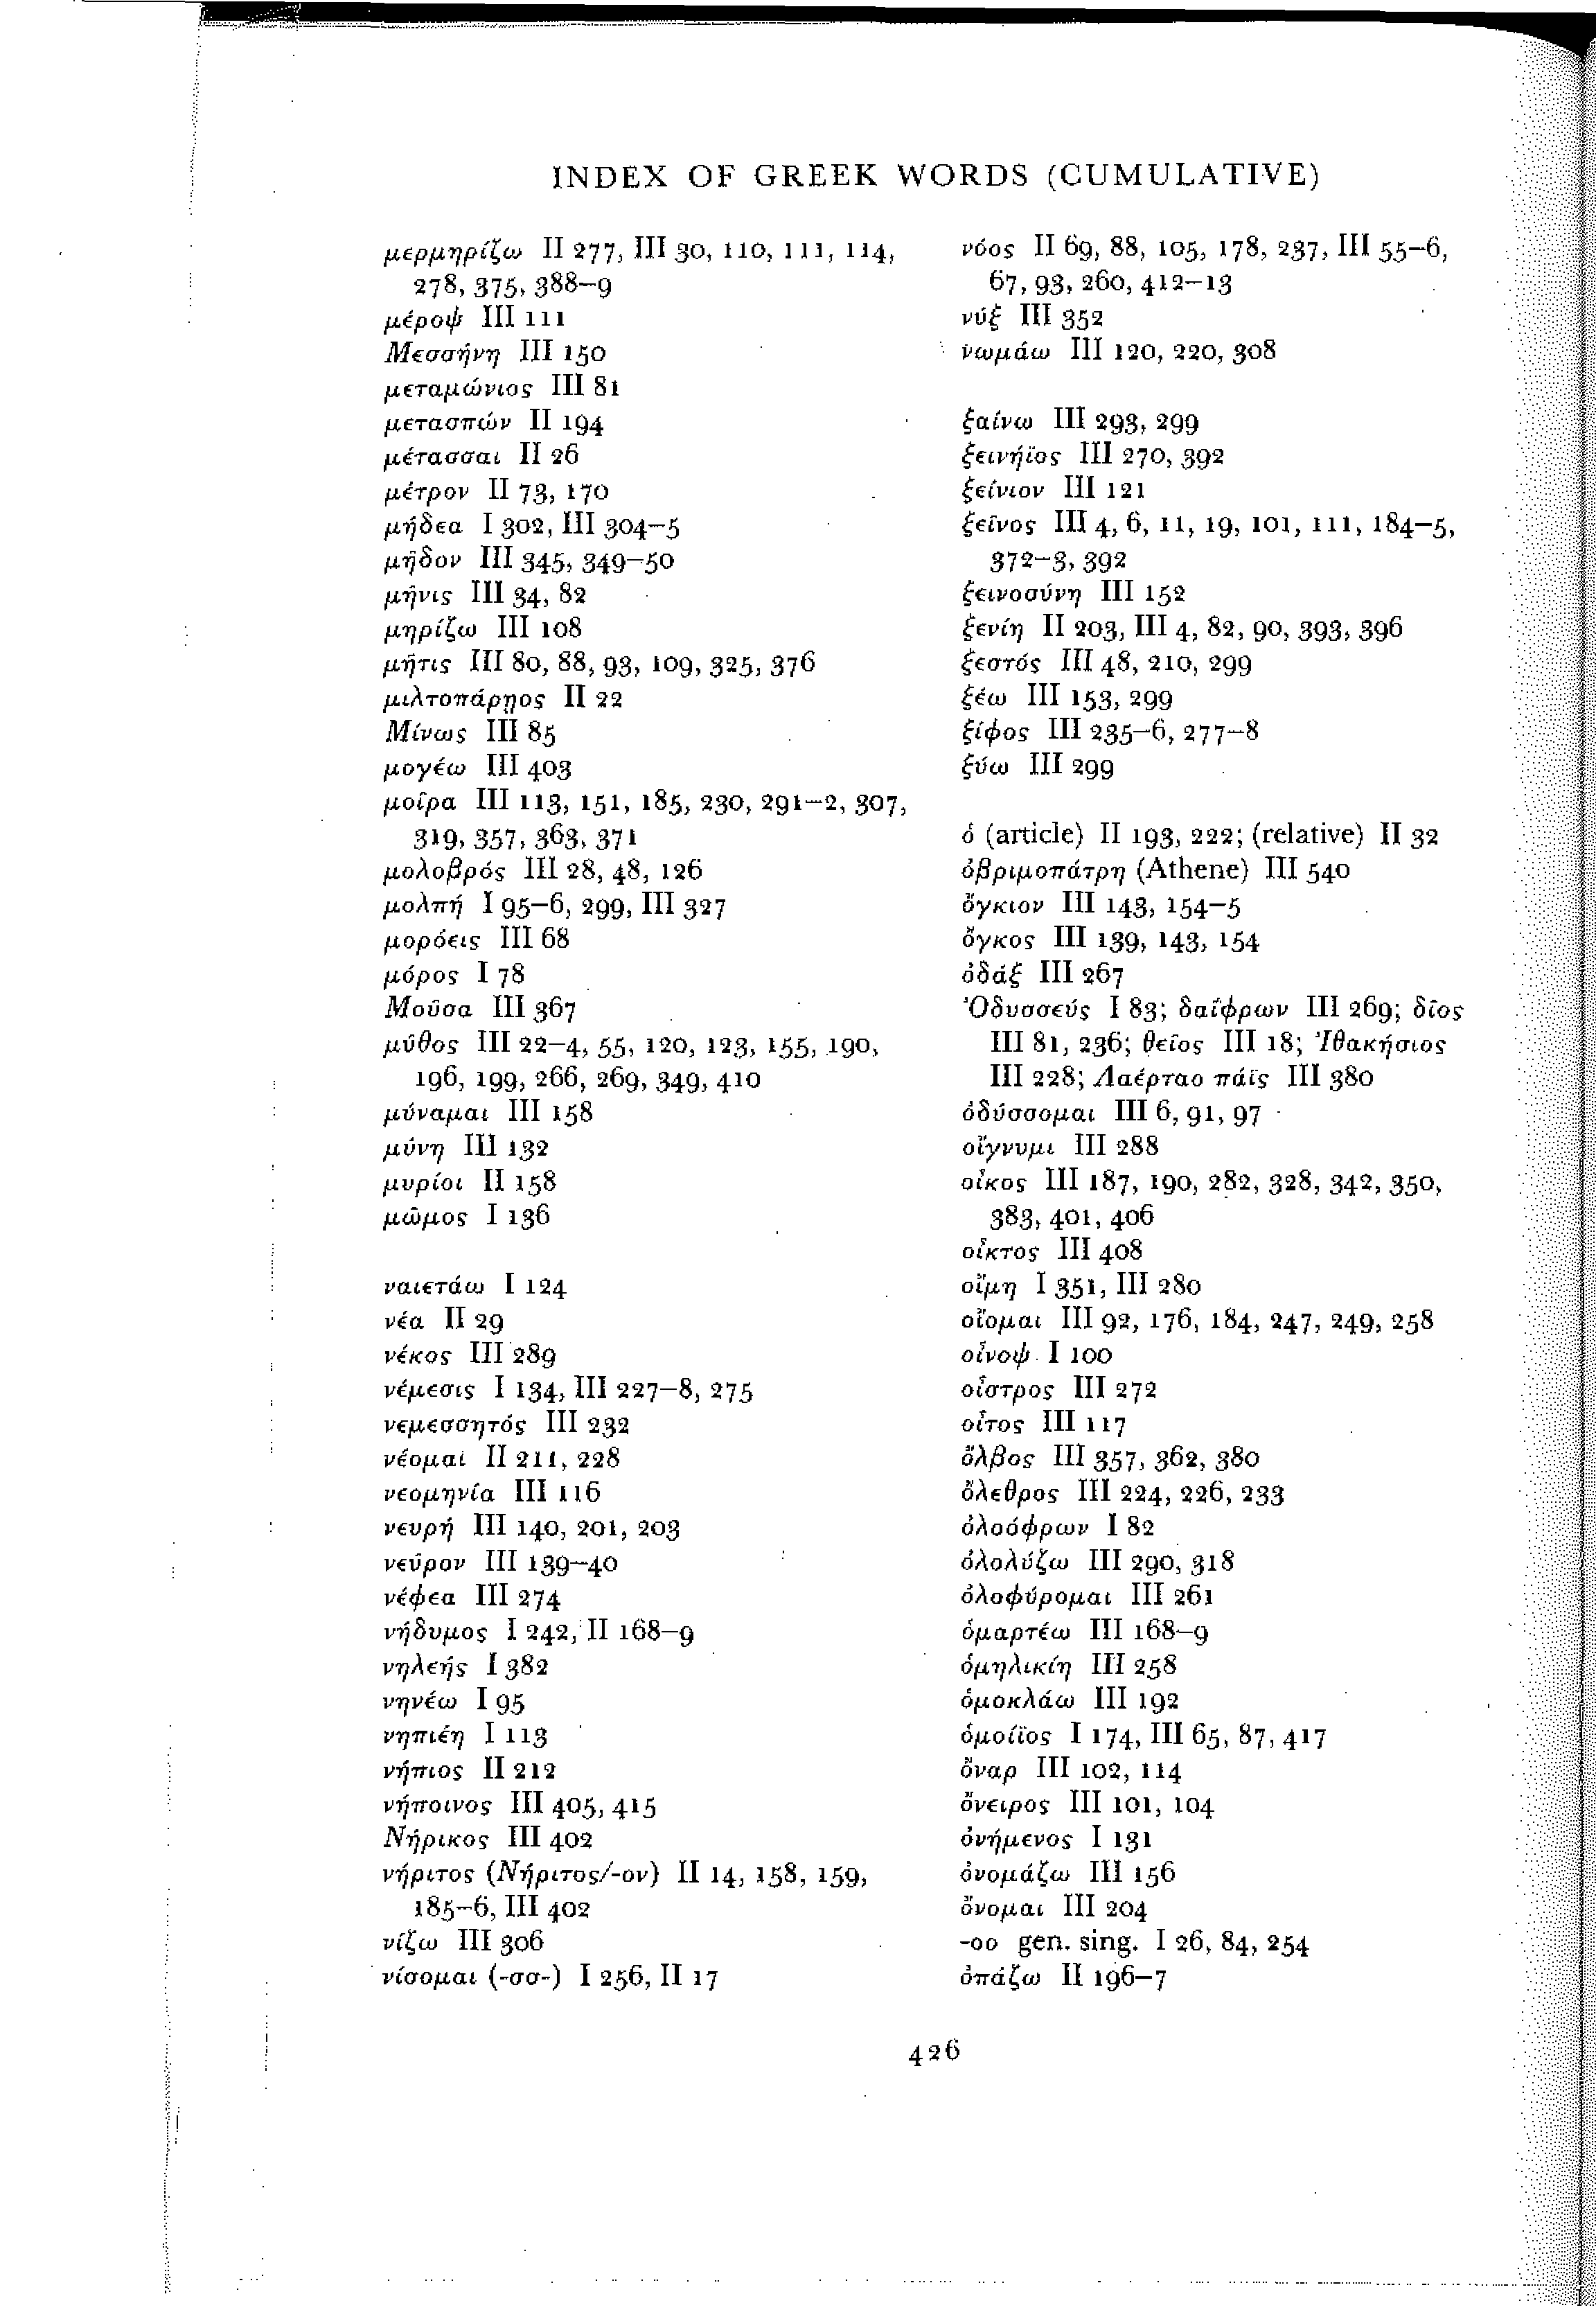 INDEX OF GREEK WORDS (CUMULATIVE)
μερμηρίζω II 277, III 30, 110, 111, 114,
278, 375, 388–9
μέροψ III 111
Μεσσήνη III 150
μεταμώνιος III 81
μετασπών II 194
μέτασσαι II 26
μέτρον II 73, 170
μήδεα I 302, III 304–5
μῆδον III 345, 349–50
μῆνις III 34, 82
μηρίζω III 108
μῆτις III 80, 88, 93, 109, 325, 376
μιλτοπάρῃος II 22
Μίνως III 85
μογέω III 403
μοῖρα III 113, 151, 185, 230, 291–2, 307,
319, 357, 363, 371
μολοβρός III 28, 48, 126
μολπή I 95–6, 299, III 327
μορόεις III 68
μόρος I 78
Μοῦσα III 367
μῦθος III 22–4, 55, 120, 123, 155, 190,
196, 199, 266, 269, 349, 410
μύναμαι III 158
μύνη III 132
μυρίοι II 158
μῶμος I 136
ναιετάω I 124
νέα II 29
νέκος III 289
νέμεσις I 134, III 227–8, 275
νεμεσσητός III 232
νέομαι II 211, 228
νεομηνία III 116
νευρή III 140, 201, 203
νεῦρον III 139–40
νέφεα III 274
νήδυμος I 242, II 168–9
νηλεής I 382
νηνέω I 95
νηπιέη I 113
νήπιος II 212
νήποινος III 405, 415
Νήρικος III 402
νήριτος (Νήριτος/-ον) II 14, 158, 159,
185–6, III 402
νίζω III 306
νίσομαι (-σσ-) I 256, II 17
νόος II 69, 88, 105, 178, 237, III 55–6,
67, 93, 260, 412–13
νύξ III 352
νωμάω III 120, 220, 308
ξαίνω III 293, 299
ξεινήϊος III 270, 392
ξείνιον III 121
ξεῖνος III 4, 6, 11, 19, 101, 111, 184–5,
372–3, 392
ξεινοσύνη III 152
ξενίη II 203, III 4, 82, 90, 393, 396
ξεστός III 48, 210, 299
ξέω III 153, 299
ξίφος III 235–6, 277–8
ξύω III 299
ὁ (article) II 193, 222; (relative) II 32
ὀβριμοπάτρη (Athene) III 540
ὄγκιον III 143, 154–5
ὄγκος III 139, 143, 154
ὀδάξ III 267
Ὀδυσσεύς I 83; δαΐφρων III 269; δῖος
III 81, 236; θεῖος III 18; Ἰθακήσιος
III 228; Λαέρταο πάϊς III 380
ὀδύσσομαι III 6, 91, 97
οἴγνυμι III 288
οἶκος III 187, 190, 282, 328, 342, 350,
383, 401, 406
οἶκτος III 408
οἴμη I 351, III 280
οἴομαι III 92, 176, 184, 247, 249, 258
οἶνοψ I 100
οἶστρος III 272
οἶτος III 117
ὄλβος III 357, 362, 380
ὄλεθρος III 224, 226, 233
ὀλοόφρων I 82
ὀλολύζω III 290, 318
ὀλοφύρομαι III 261
ὁμαρτέω III 168–9
ὁμηλικίη III 258
ὁμοκλάω III 192
ὁμοίϊος I 174, III 65, 87, 417
ὄναρ III 102, 114
ὄνειρος III 101, 104
ὀνήμενος I 131
ὀνομάζω III 156
ὄνομαι III 204
-οο gen. sing. I 26, 84, 254
ὀπάζω II 196–7
426